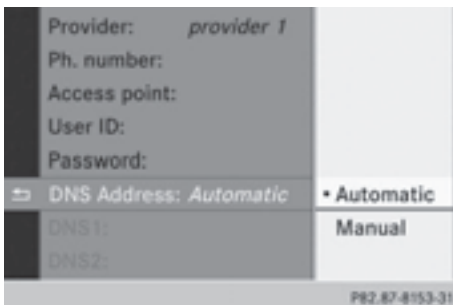 Provider: provider 1
Ph. number:
Access point:
User ID:
Password:
DNS Address: Automatic
• Automatic
DNS1:
Manual
DNS2:
P82.87-8153-31